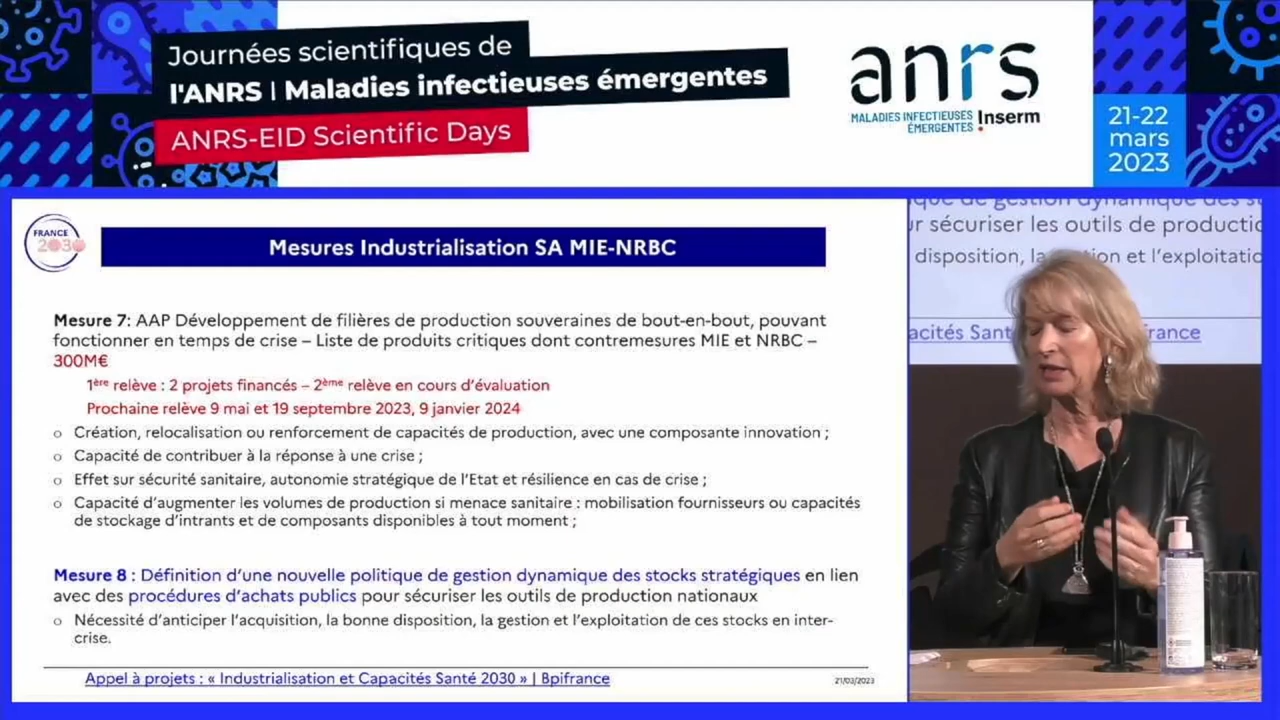 Journées scientifiques de
l'ANRS | Maladies infectieuses émergentes
ANRS-EID Scientific Days
anrs
MALADIES INFECTIEUSES
ÉMERGENTES
Inserm
21-22
mars
2023
FRANCE
2030
Mesures Industrialisation SA MIE-NRBC
Mesure 7: AAP Développement de filières de production souveraines de bout-en-bout, pouvant
fonctionner en temps de crise – Liste de produits critiques dont contremesures MIE et NRBC –
300M€
1ère relève : 2 projets financés – 2ème relève en cours d'évaluation
Prochaine relève 9 mai et 19 septembre 2023, 9 janvier 2024
o Création, relocalisation ou renforcement de capacités de production, avec une composante innovation ;
o Capacité de contribuer à la réponse à une crise ;
o Effet sur sécurité sanitaire, autonomie stratégique de l'Etat et résilience en cas de crise ;
o Capacité d'augmenter les volumes de production si menace sanitaire : mobilisation fournisseurs ou capacités
de stockage d'intrants et de composants disponibles à tout moment ;
Mesure 8 : Définition d'une nouvelle politique de gestion dynamique des stocks stratégiques en lien
avec des procédures d'achats publics pour sécuriser les outils de production nationaux
o Nécessité d'anticiper l'acquisition, la bonne disposition, la gestion et l'exploitation de ces stocks en inter-
crise.
Appel à projets : « Industrialisation et Capacités Santé 2030 » | Bpifrance
21/03/2023
que de gestion dynamique des s
r sécuriser les outils de productio
disposition, la tion et l'exploitatio
acités Sant france